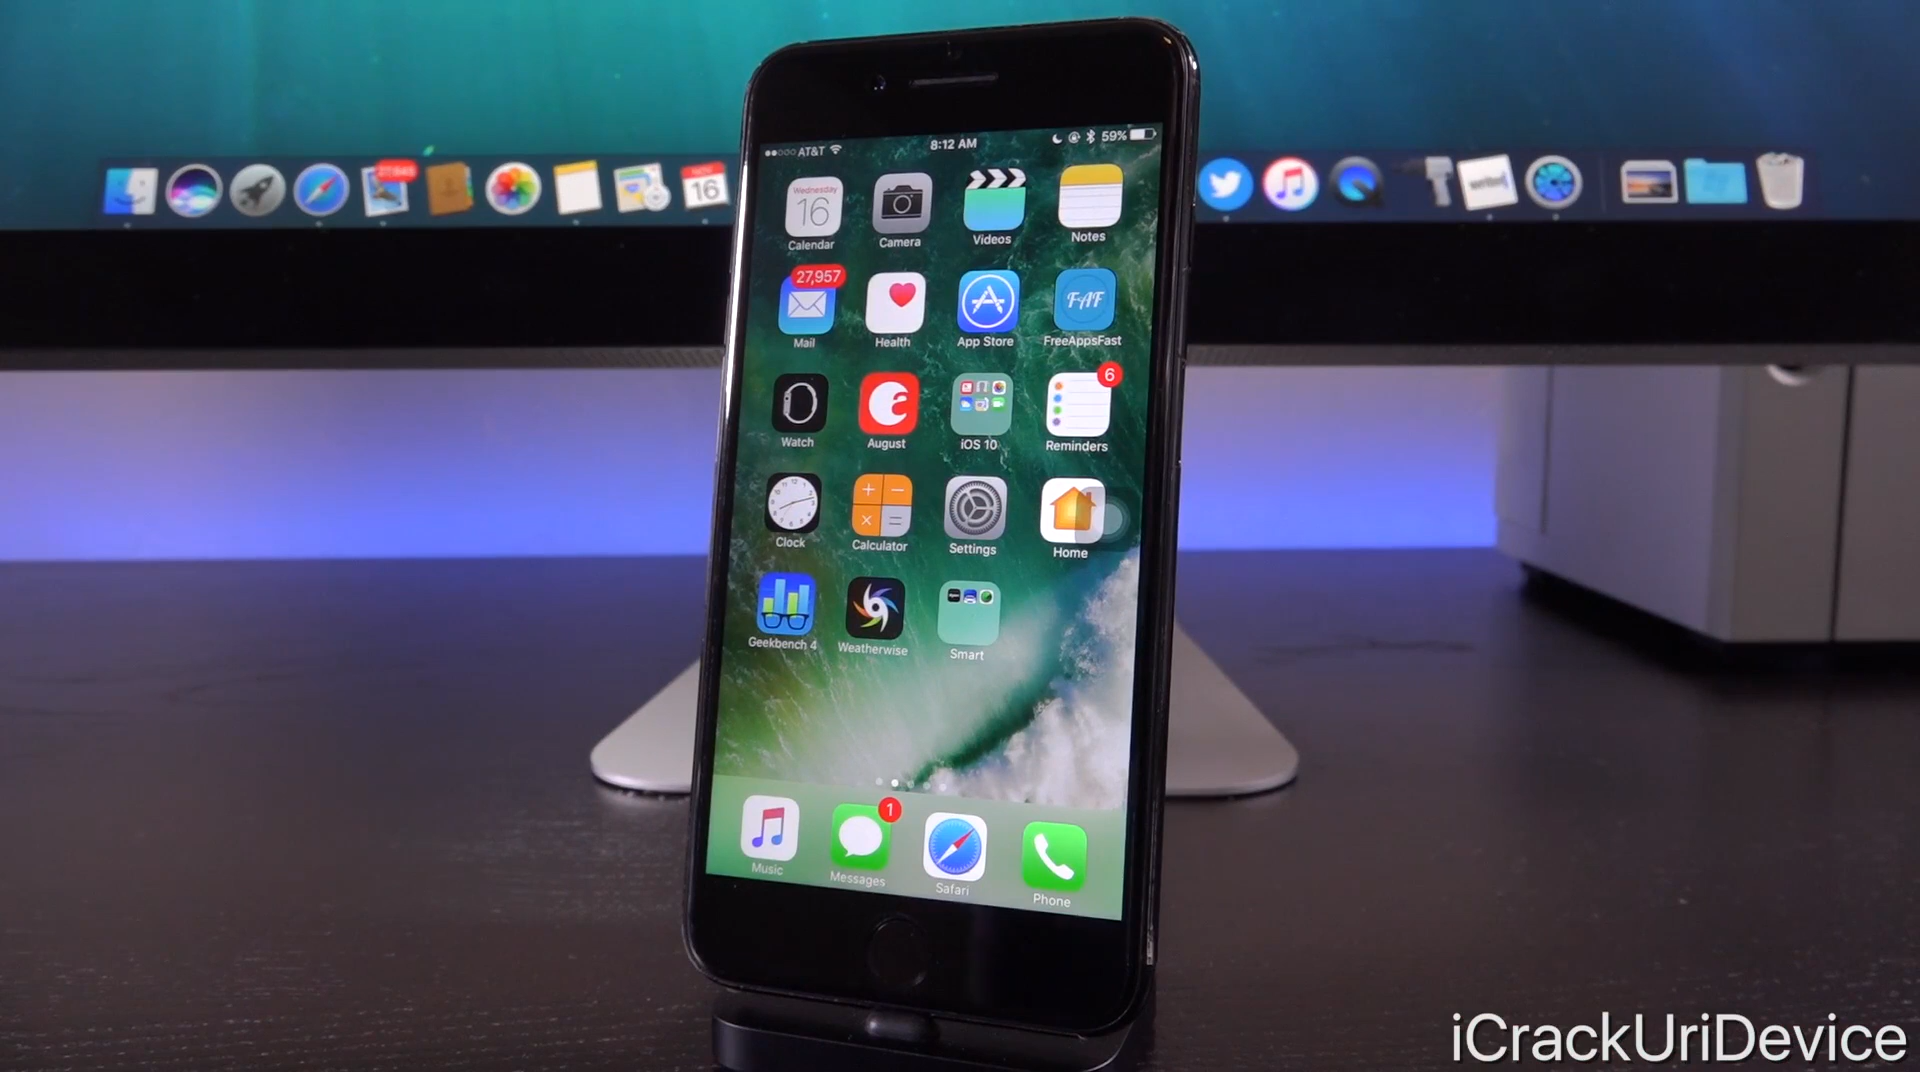 AT&T
8:12 AM
59%
NOV
16
Wednesday
16
Calendar
Camera
Videos
Notes
27,957
Mail
Health
App Store
FAF
FreeAppsFast
Watch
August
iOS 10
6
Reminders
Clock
Calculator
Settings
Home
Geekbench 4
Weatherwise
Smart
Music
1
Messages
Safari
Phone
iCrackUriDevice